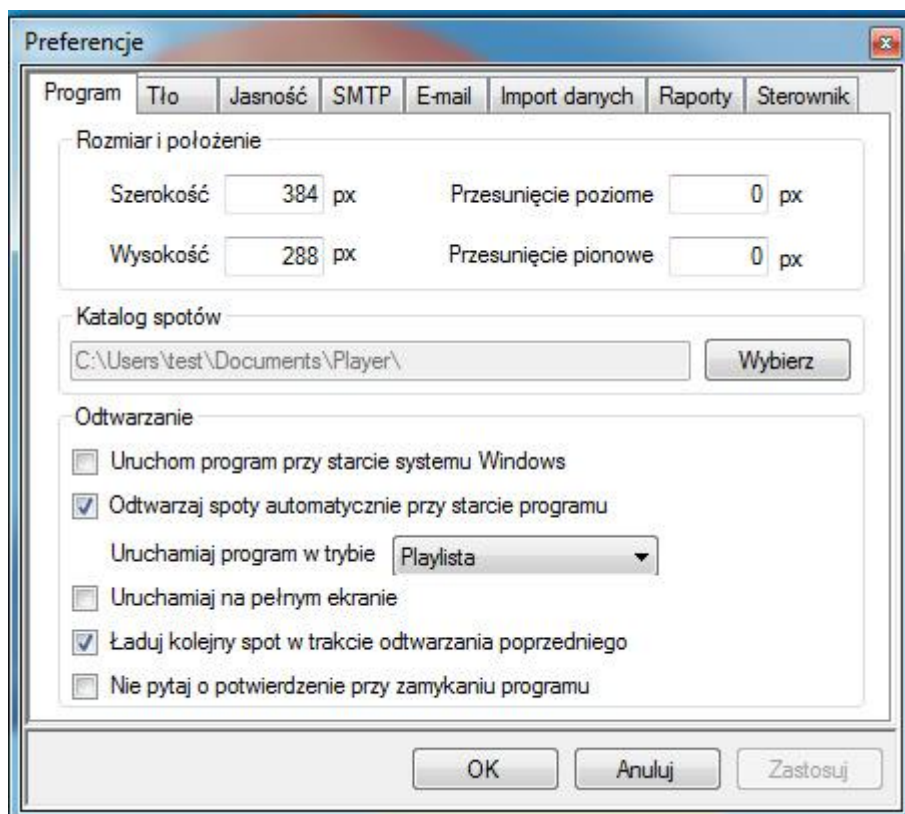 Preferencje
Program Tło Jasność SMTP E-mail Import danych Raporty Sterownik
Rozmiar i położenie
Szerokość 384 px Przesunięcie poziome 0 px
Wysokość 288 px Przesunięcie pionowe 0 px
Katalog spotów
C:\Users\test\Documents\Player\ Wybierz
Odtwarzanie
Uruchom program przy starcie systemu Windows
Odtwarzaj spoty automatycznie przy starcie programu
Uruchamiaj program w trybie Playlista
Uruchamiaj na pełnym ekranie
Ładuj kolejny spot w trakcie odtwarzania poprzedniego
Nie pytaj o potwierdzenie przy zamykaniu programu
OK Anuluj Zastosuj